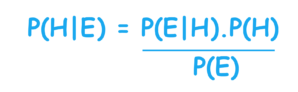 P(H|E) = P(E|H).P(H)
P(E)